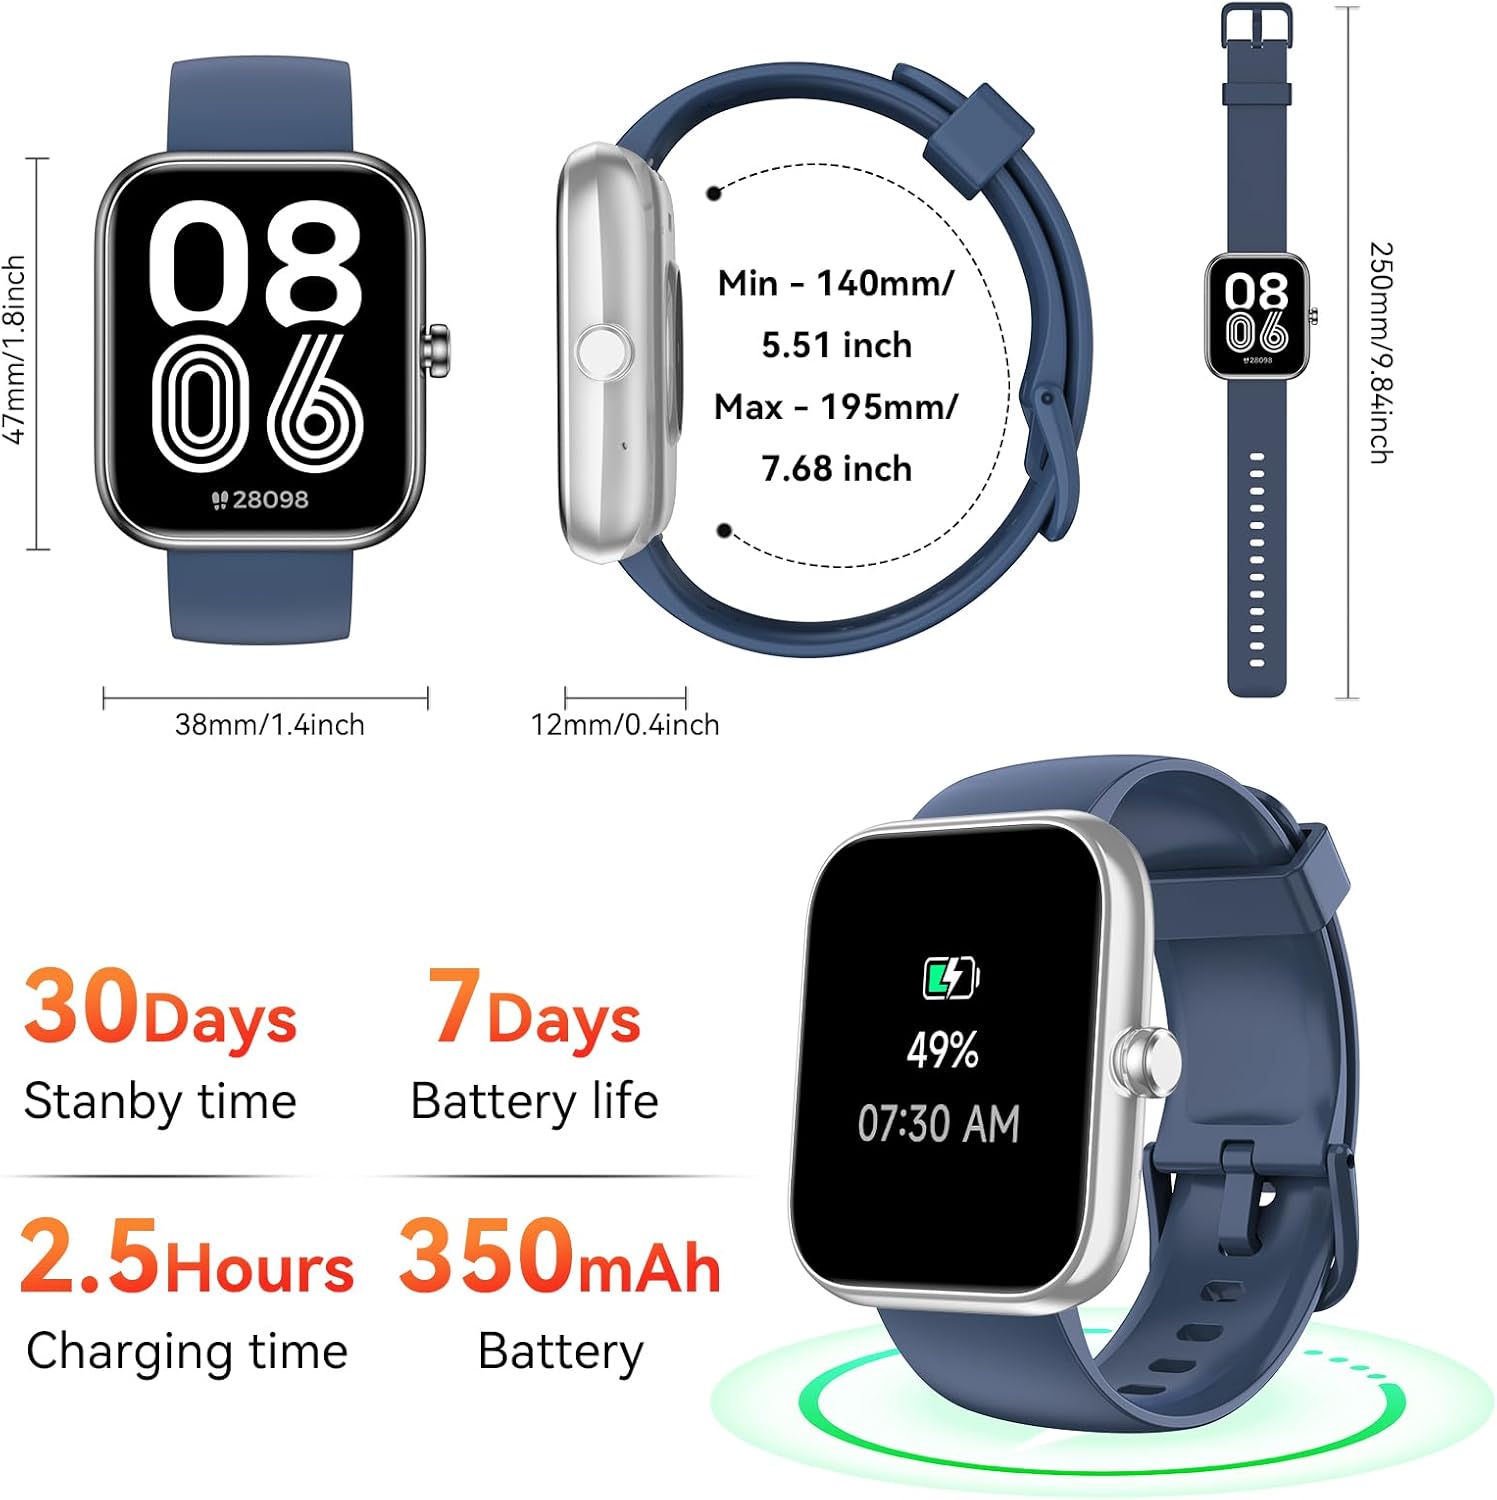 08
06
28098
47mm/1.8inch
38mm/1.4inch
Min - 140mm/
5.51 inch
Max - 195mm/
7.68 inch
12mm/0.4inch
08
06
28098
250mm/9.84inch
30Days
Stanby time
7Days
Battery life
2.5Hours
Charging time
350mAh
Battery
49%
07:30 AM